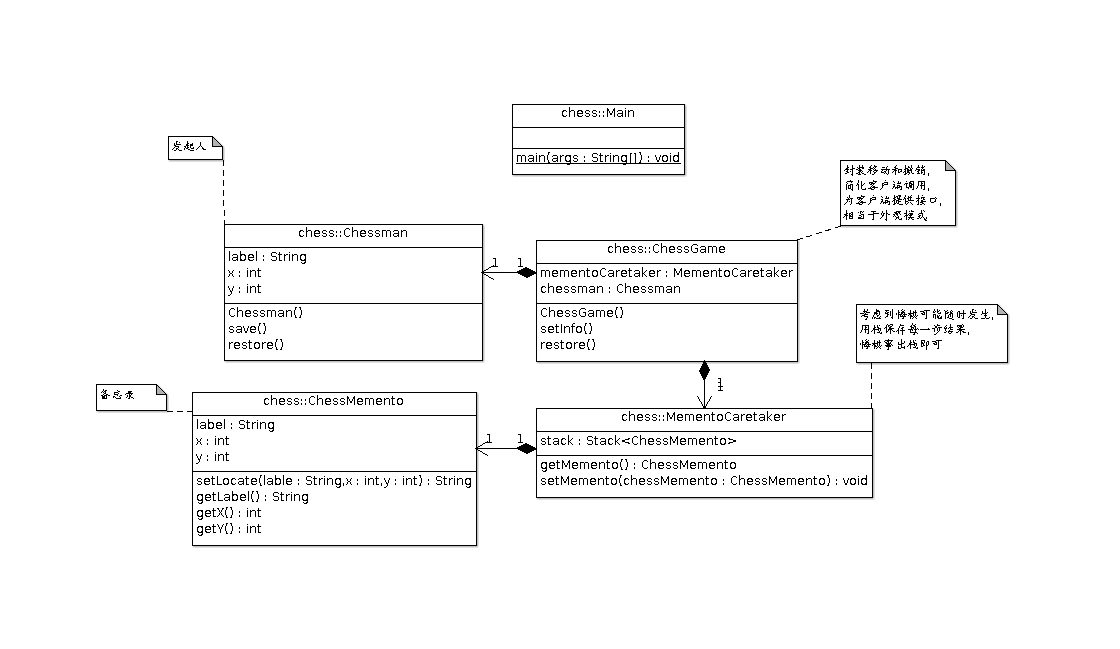 chess::Main
main(args : String[]) : void
发起人
封装移动和撤销,
简化客户端调用,
为客户端提供接口,
相当于外观模式
chess::Chessman
label : String
x : int
y : int
Chessman()
save()
restore()
1
1
chess::ChessGame
mementoCaretaker : MementoCaretaker
chessman : Chessman
ChessGame()
setInfo()
restore()
考虑到悔棋可能随时发生,
用栈保存每一步结果,
悔棋事出栈即可
1
1
备忘录
chess::ChessMemento
label : String
x : int
y : int
setLocate(lable : String,x : int,y : int) : String
getLabel() : String
getX() : int
getY() : int
1
1
chess::MementoCaretaker
stack : Stack<ChessMemento>
getMemento() : ChessMemento
setMemento(chessMemento : ChessMemento) : void